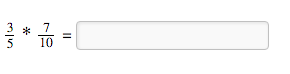 3/5 * 7/10 =